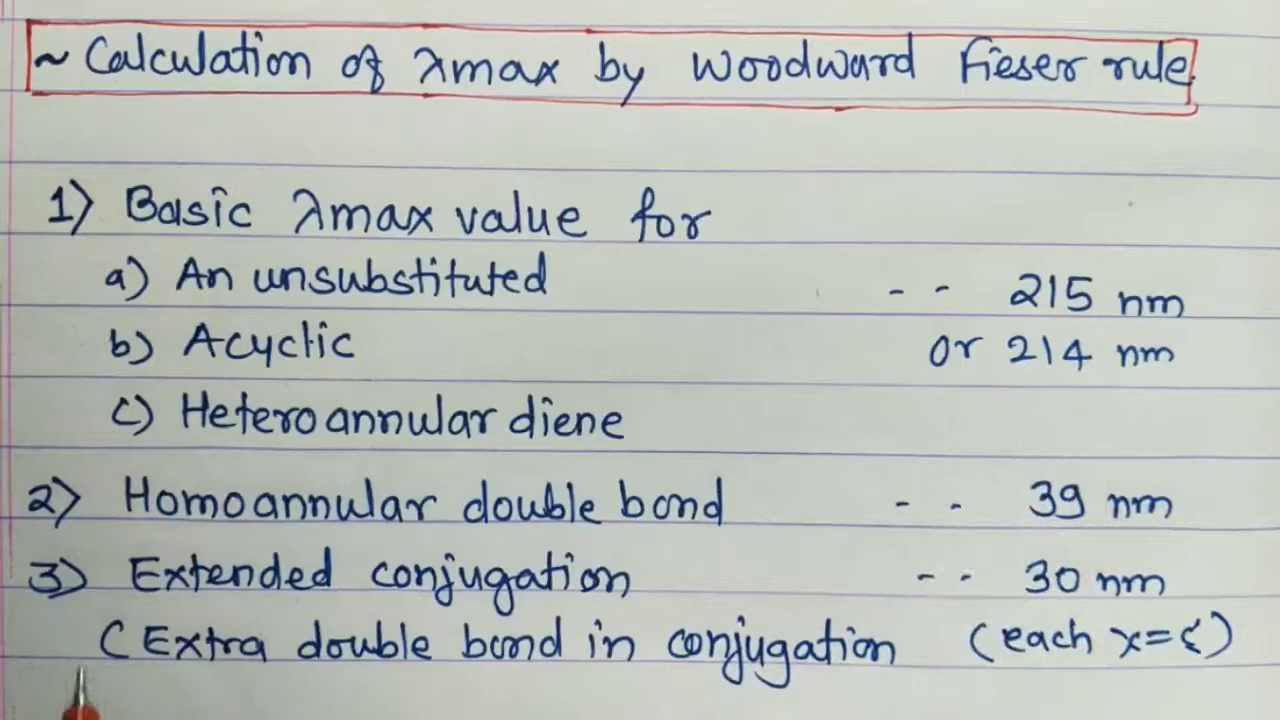 ~ Calculation of λmax by Woodward Fieser rule
1) Basic λmax value for
a) An unsubstituted -- 215 nm
b) Acyclic or 214 nm
c) Heteroannular diene
2) Homoannular double bond -- 39 nm
3) Extended conjugation -- 30 nm
(Extra double bond in conjugation (each x=ξ)